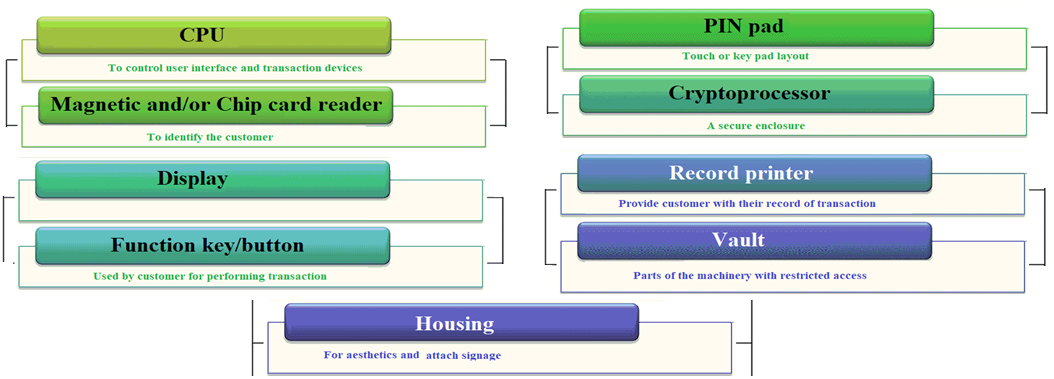 CPU
To control user interface and transaction devices
Magnetic and/or Chip card reader
To identify the customer
Display
Function key/button
Used by customer for performing transaction
PIN pad
Touch or key pad layout
Cryptoprocessor
A secure enclosure
Record printer
Provide customer with their record of transaction
Vault
Parts of the machinery with restricted access
Housing
For aesthetics and attach signage